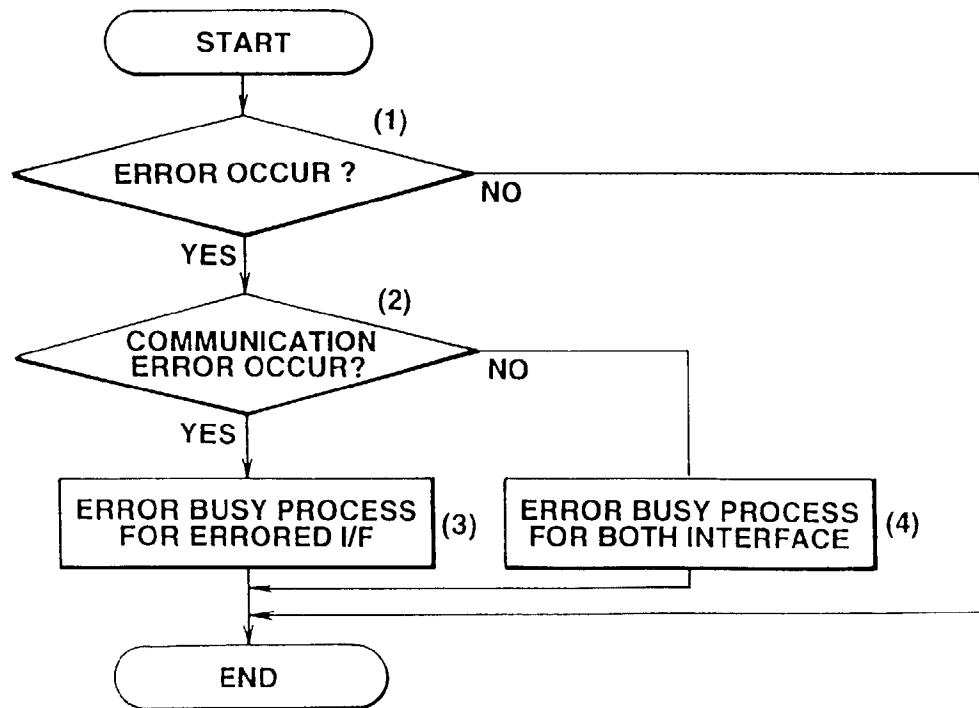 START
(1)
ERROR OCCUR ?
NO
YES
(2)
COMMUNICATION
ERROR OCCUR?
NO
YES
ERROR BUSY PROCESS
FOR ERRORED I/F
(3)
ERROR BUSY PROCESS
FOR BOTH INTERFACE
(4)
END